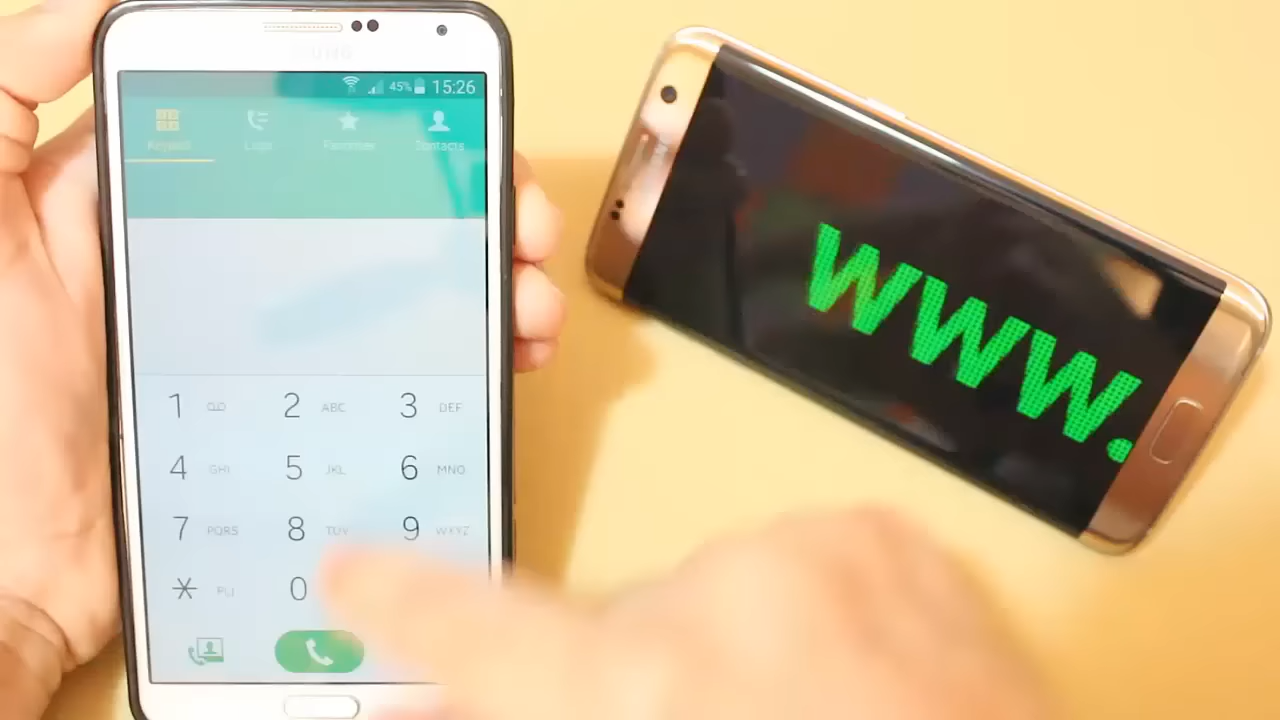 45% 15:26
Keypad Logs Favorites Contacts
1 2 ABC 3 DEF
4 GHI 5 JKL 6 MNO
7 PQRS 8 TUV 9 WXYZ
* 0
www.